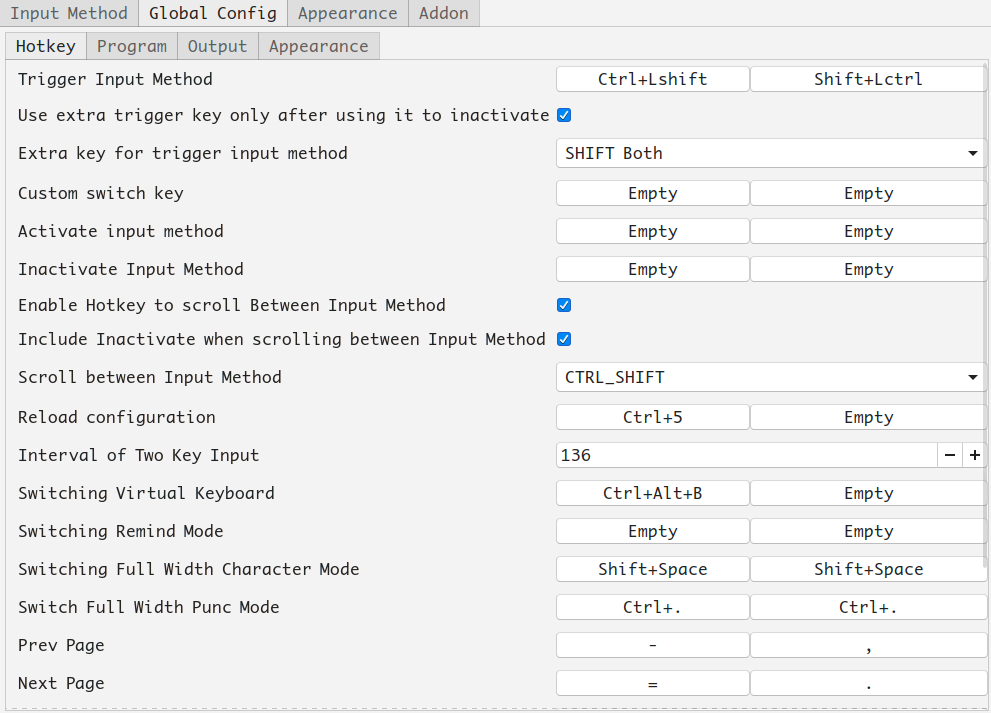 Input Method Global Config Appearance Addon
Hotkey Program Output Appearance
Trigger Input Method Ctrl+Lshift Shift+Lctrl
Use extra trigger key only after using it to inactivate
Extra key for trigger input method SHIFT Both
Custom switch key Empty Empty
Activate input method Empty Empty
Inactivate Input Method Empty Empty
Enable Hotkey to scroll Between Input Method
Include Inactivate when scrolling between Input Method
Scroll between Input Method CTRL_SHIFT
Reload configuration Ctrl+5 Empty
Interval of Two Key Input 136 − +
Switching Virtual Keyboard Ctrl+Alt+B Empty
Switching Remind Mode Empty Empty
Switching Full Width Character Mode Shift+Space Shift+Space
Switch Full Width Punc Mode Ctrl+. Ctrl+.
Prev Page - ,
Next Page = .